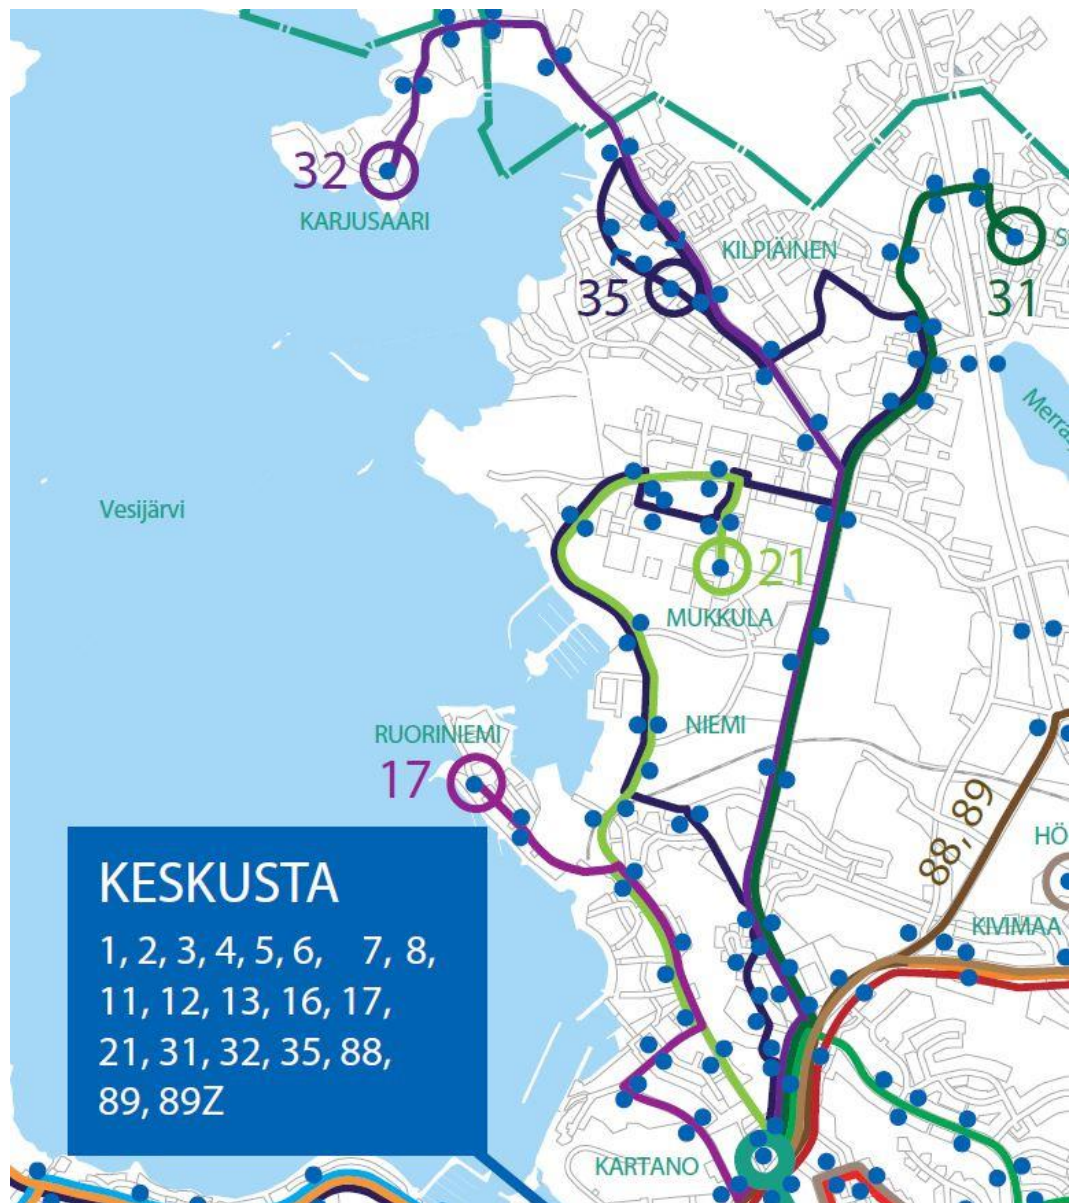 32
KARJUSAARI
KILPIÄINEN
35
31
Vesijärvi
21
MUKKULA
NIEMI
RUORINIEMI
17
88, 89
KIVIMAA
KESKUSTA
1, 2, 3, 4, 5, 6, 7, 8,
11, 12, 13, 16, 17,
21, 31, 32, 35, 88,
89, 89Z
KARTANO